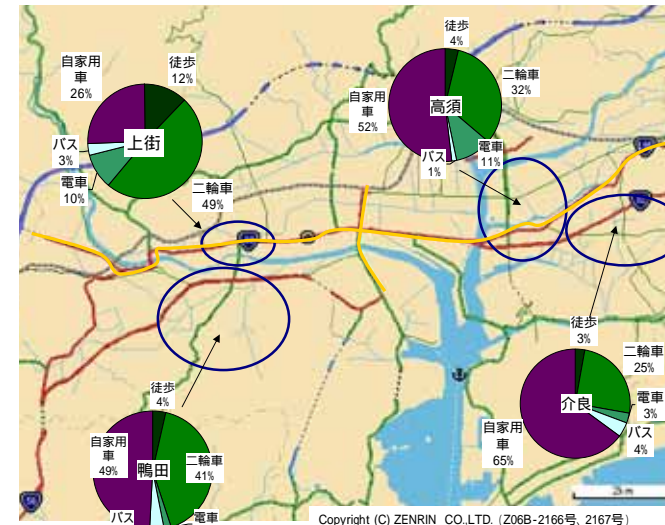 自家用
車
26%
徒歩
12%
バス
3%
上街
電車
10%
二輪車
49%
徒歩
4%
自家用
車
52%
高須
二輪車
32%
バス
1%
電車
11%
徒歩
3%
二輪車
25%
介良
電車
3%
バス
4%
自家用
車
65%
徒歩
4%
自家用
車
49%
鴨田
二輪車
41%
バス
電車
56
Copyright (C) ZENRIN CO.,LTD. (Z06B-2166号, 2167号)